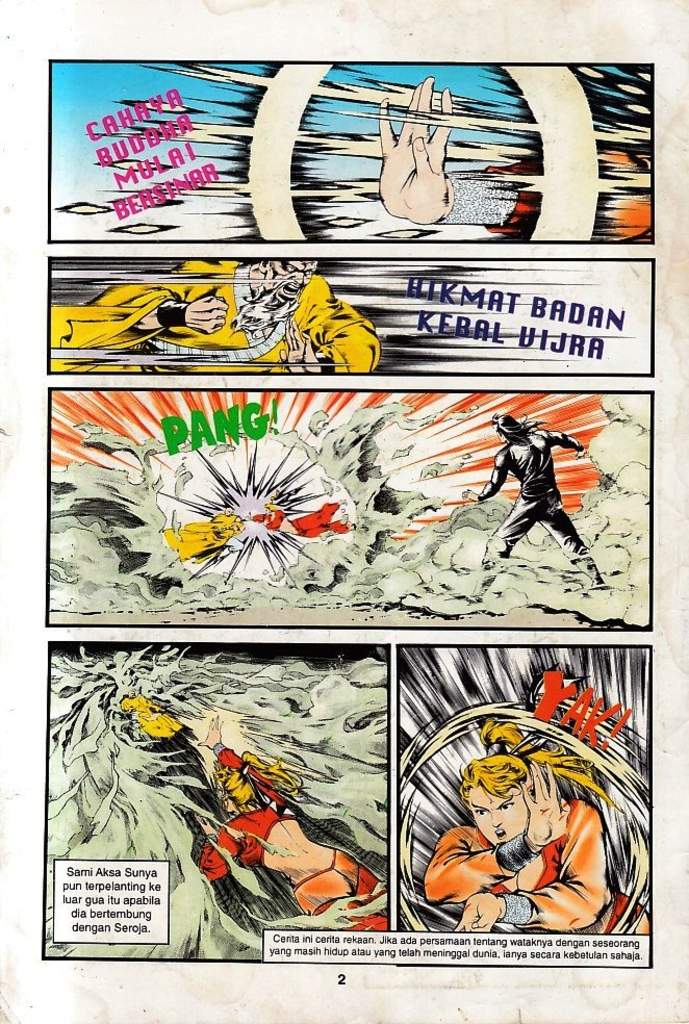 CAHAYA
BUDDHA
MULAI
BERSINAR
HIKMAT BADAN
KEBAL VIJRA
PANG!
YAK!
Sami Aksa Sunya
pun terpelanting ke
luar gua itu apabila
dia bertembung
dengan Seroja.
Cerita ini cerita rekaan. Jika ada persamaan tentang wataknya dengan seseorang
yang masih hidup atau yang telah meninggal dunia, ianya secara kebetulan sahaja.
2